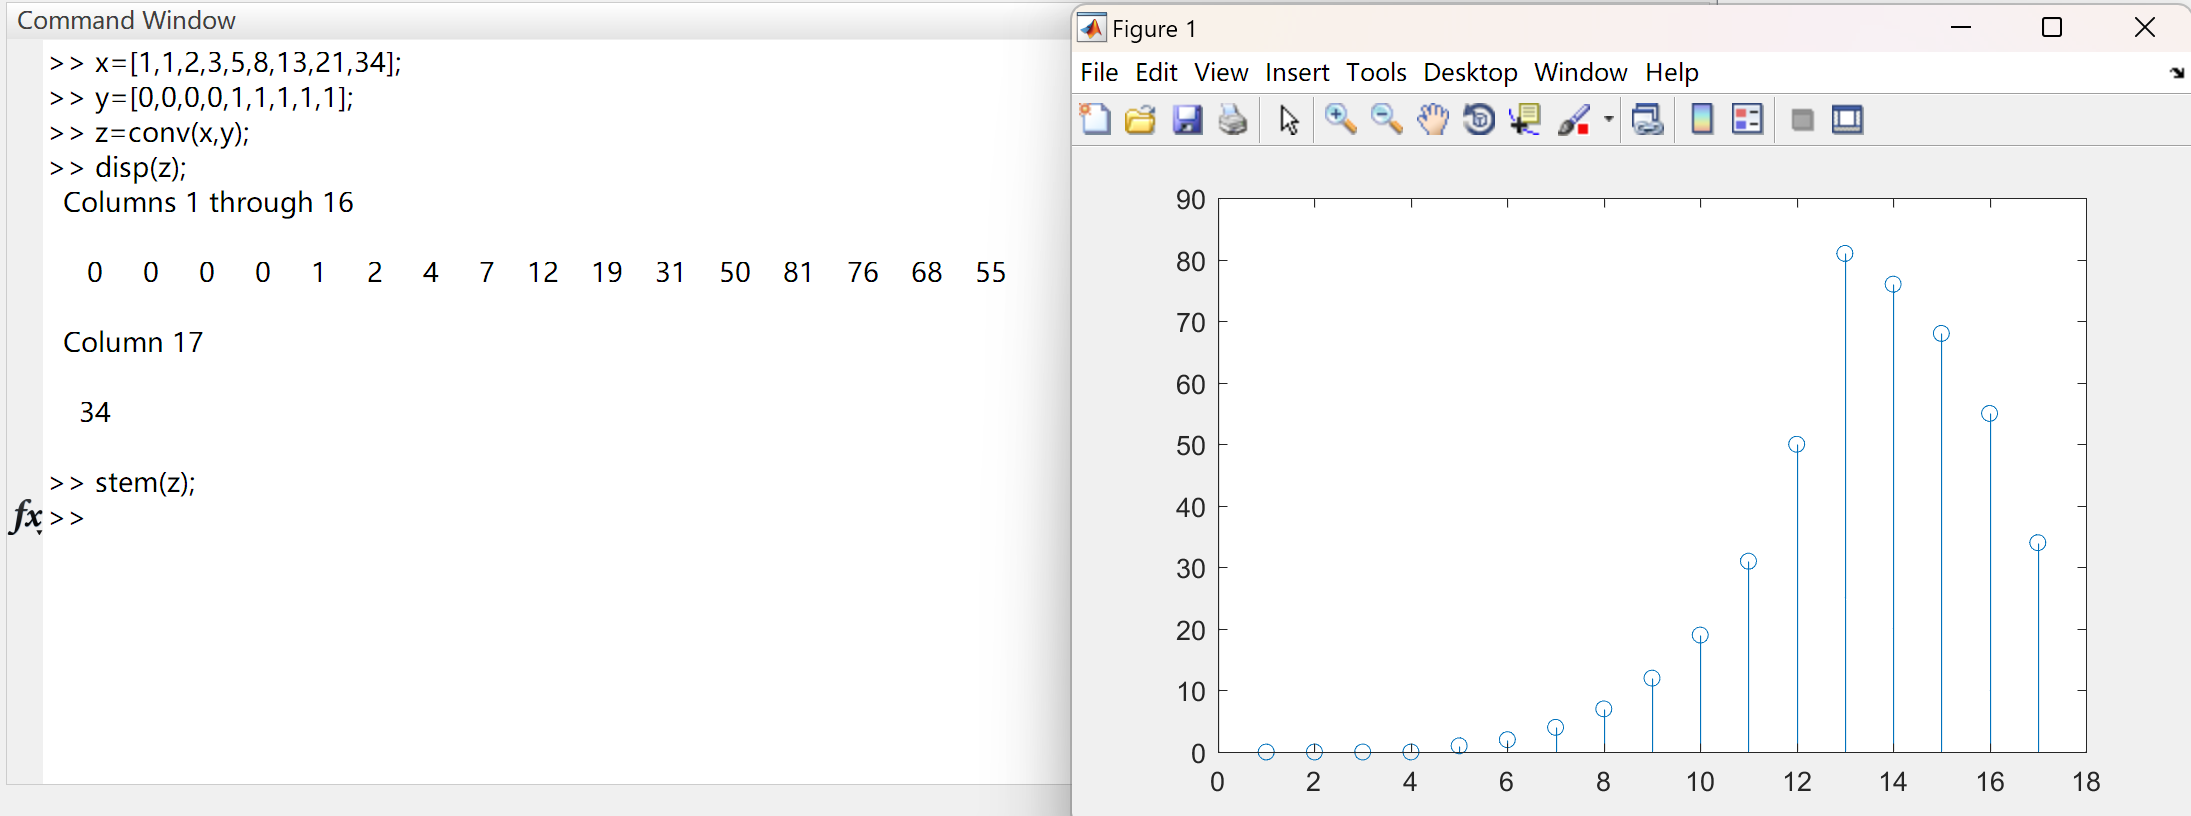 Command Window
>> x=[1,1,2,3,5,8,13,21,34];
>> y=[0,0,0,0,1,1,1,1,1];
>> z=conv(x,y);
>> disp(z);
Columns 1 through 16
0 0 0 0 1 2 4 7 12 19 31 50 81 76 68 55
Column 17
34
>> stem(z);
fx >>
Figure 1
File Edit View Insert Tools Desktop Window Help
90
80
70
60
50
40
30
20
10
0
0 2 4 6 8 10 12 14 16 18